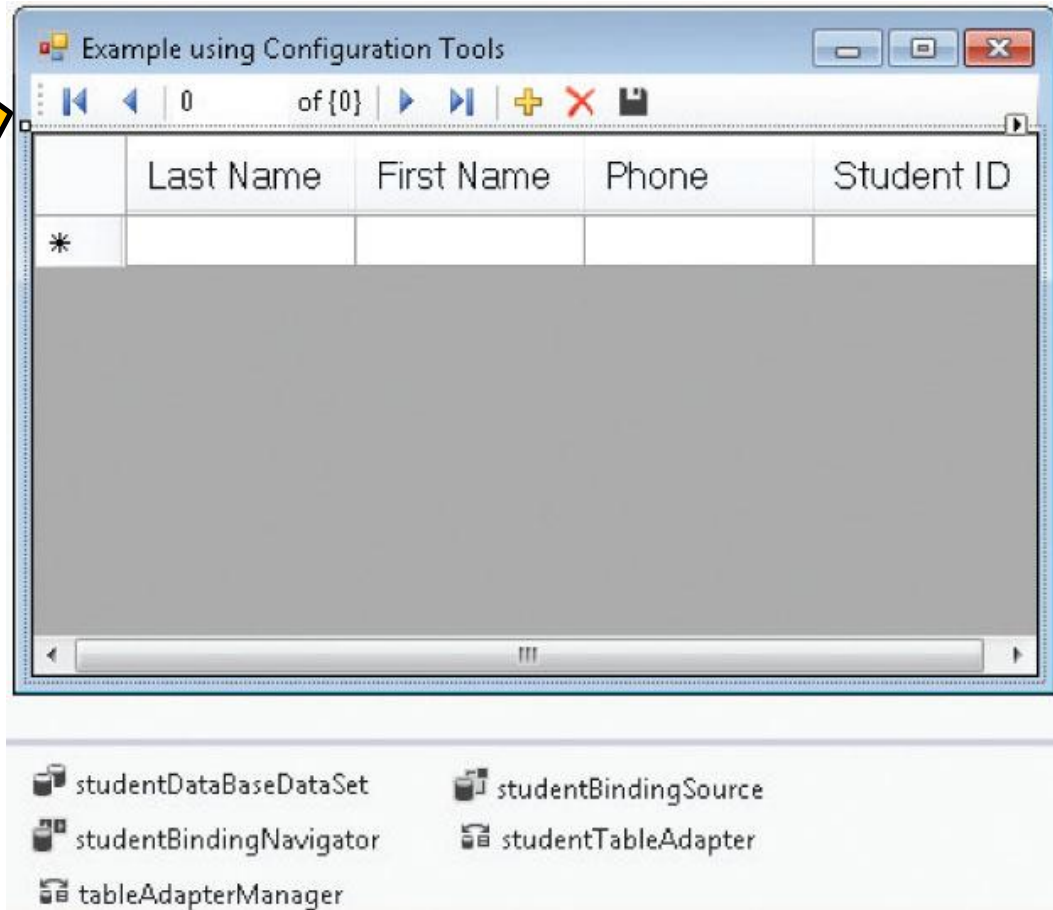 Example using Configuration Tools
0 of {0}
Last Name First Name Phone Student ID
*
studentDataBaseDataSet studentBindingSource
studentBindingNavigator studentTableAdapter
tableAdapterManager